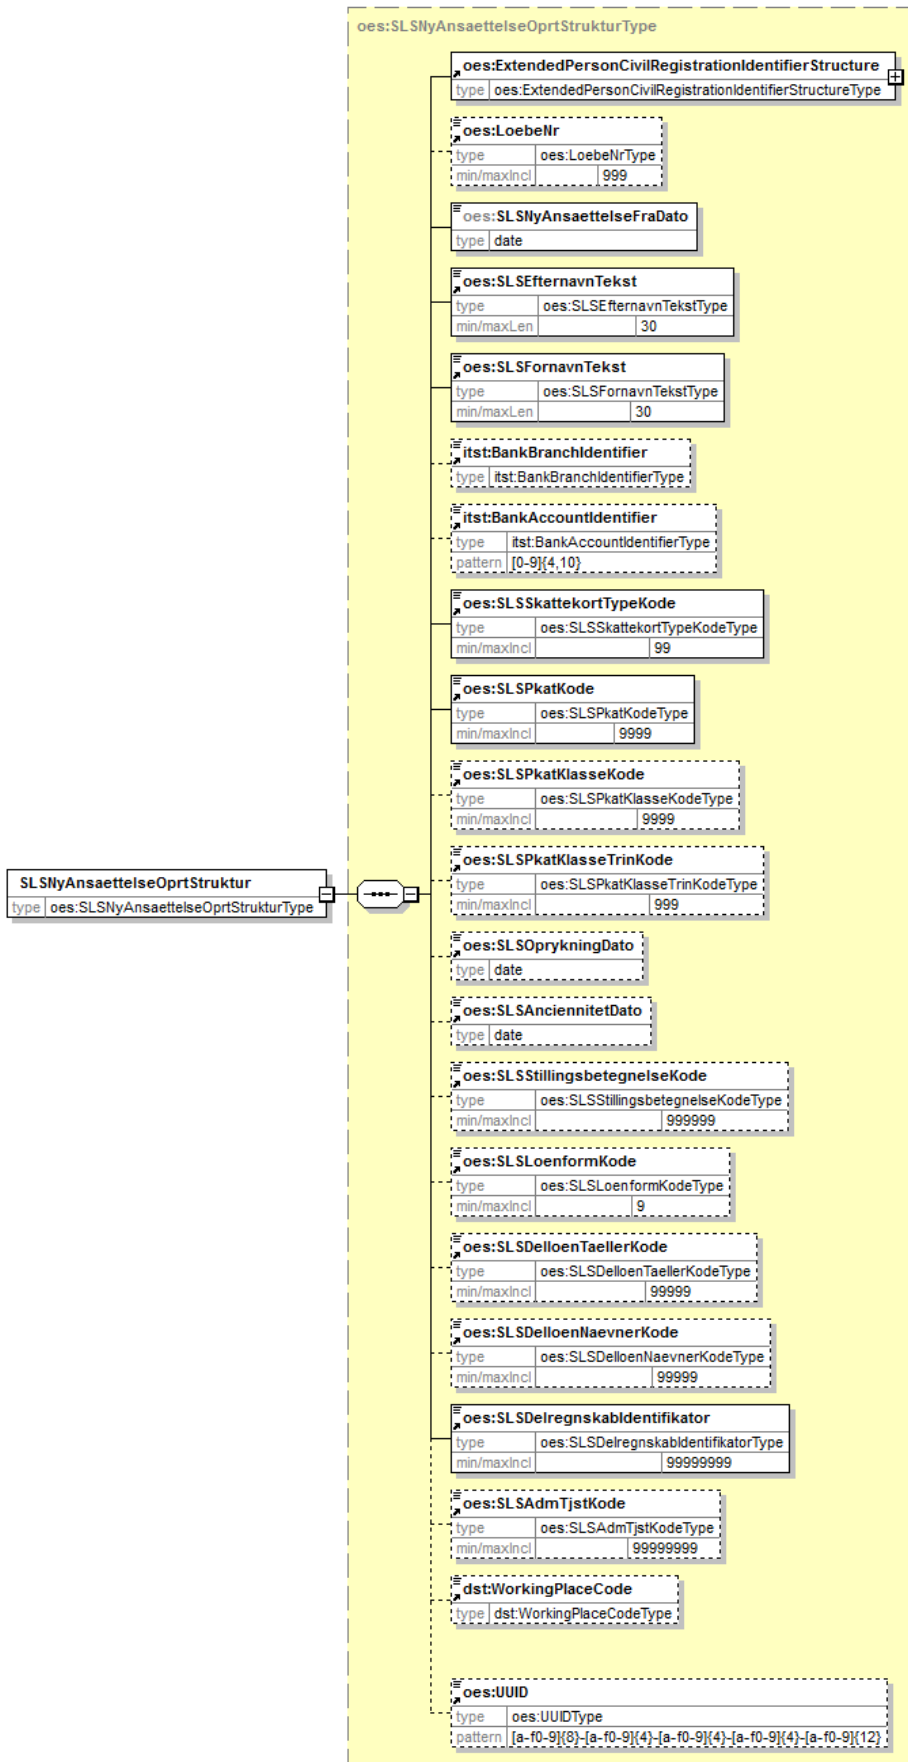 oes:SLSNyAnsaettelseOprtStrukturType
oes:ExtendedPersonCivilRegistrationIdentifierStructure
type oes:ExtendedPersonCivilRegistrationIdentifierStructureType
oes:LoebeNr
type oes:LoebeNrType
min/maxIncl 999
oes:SLSNyAnsaettelseFraDato
type date
oes:SLSEfternavnTekst
type oes:SLSEfternavnTekstType
min/maxLen 30
oes:SLSFornavnTekst
type oes:SLSFornavnTekstType
min/maxLen 30
itst:BankBranchIdentifier
type itst:BankBranchIdentifierType
itst:BankAccountIdentifier
type itst:BankAccountIdentifierType
pattern [0-9]{4,10}
oes:SLSSkattekortTypeKode
type oes:SLSSkattekortTypeKodeType
min/maxIncl 99
oes:SLSPkatKode
type oes:SLSPkatKodeType
min/maxIncl 9999
oes:SLSPkatKlasseKode
type oes:SLSPkatKlasseKodeType
min/maxIncl 9999
oes:SLSPkatKlasseTrinKode
type oes:SLSPkatKlasseTrinKodeType
min/maxIncl 999
SLSNyAnsaettelseOprtStruktur
type oes:SLSNyAnsaettelseOprtStrukturType
oes:SLSOprykningDato
type date
oes:SLSAnciennitetDato
type date
oes:SLSStillingsbetegnelseKode
type oes:SLSStillingsbetegnelseKodeType
min/maxIncl 999999
oes:SLSLoenformKode
type oes:SLSLoenformKodeType
min/maxIncl 9
oes:SLSDelloenTaellerKode
type oes:SLSDelloenTaellerKodeType
min/maxIncl 99999
oes:SLSDelloenNaevnerKode
type oes:SLSDelloenNaevnerKodeType
min/maxIncl 99999
oes:SLSDelregnskabIdentifikator
type oes:SLSDelregnskabIdentifikatorType
min/maxIncl 99999999
oes:SLSAdmTjstKode
type oes:SLSAdmTjstKodeType
min/maxIncl 99999999
dst:WorkingPlaceCode
type dst:WorkingPlaceCodeType
oes:UUID
type oes:UUIDType
pattern [a-f0-9]{8}-[a-f0-9]{4}-[a-f0-9]{4}-[a-f0-9]{4}-[a-f0-9]{12}